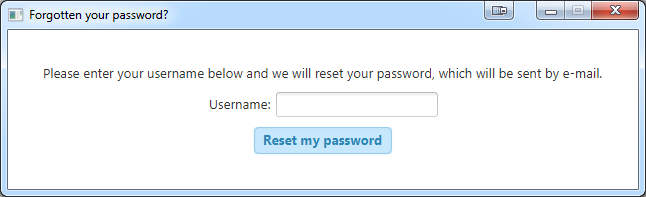 Forgotten your password?
Please enter your username below and we will reset your password, which will be sent by e-mail.
Username:
Reset my password